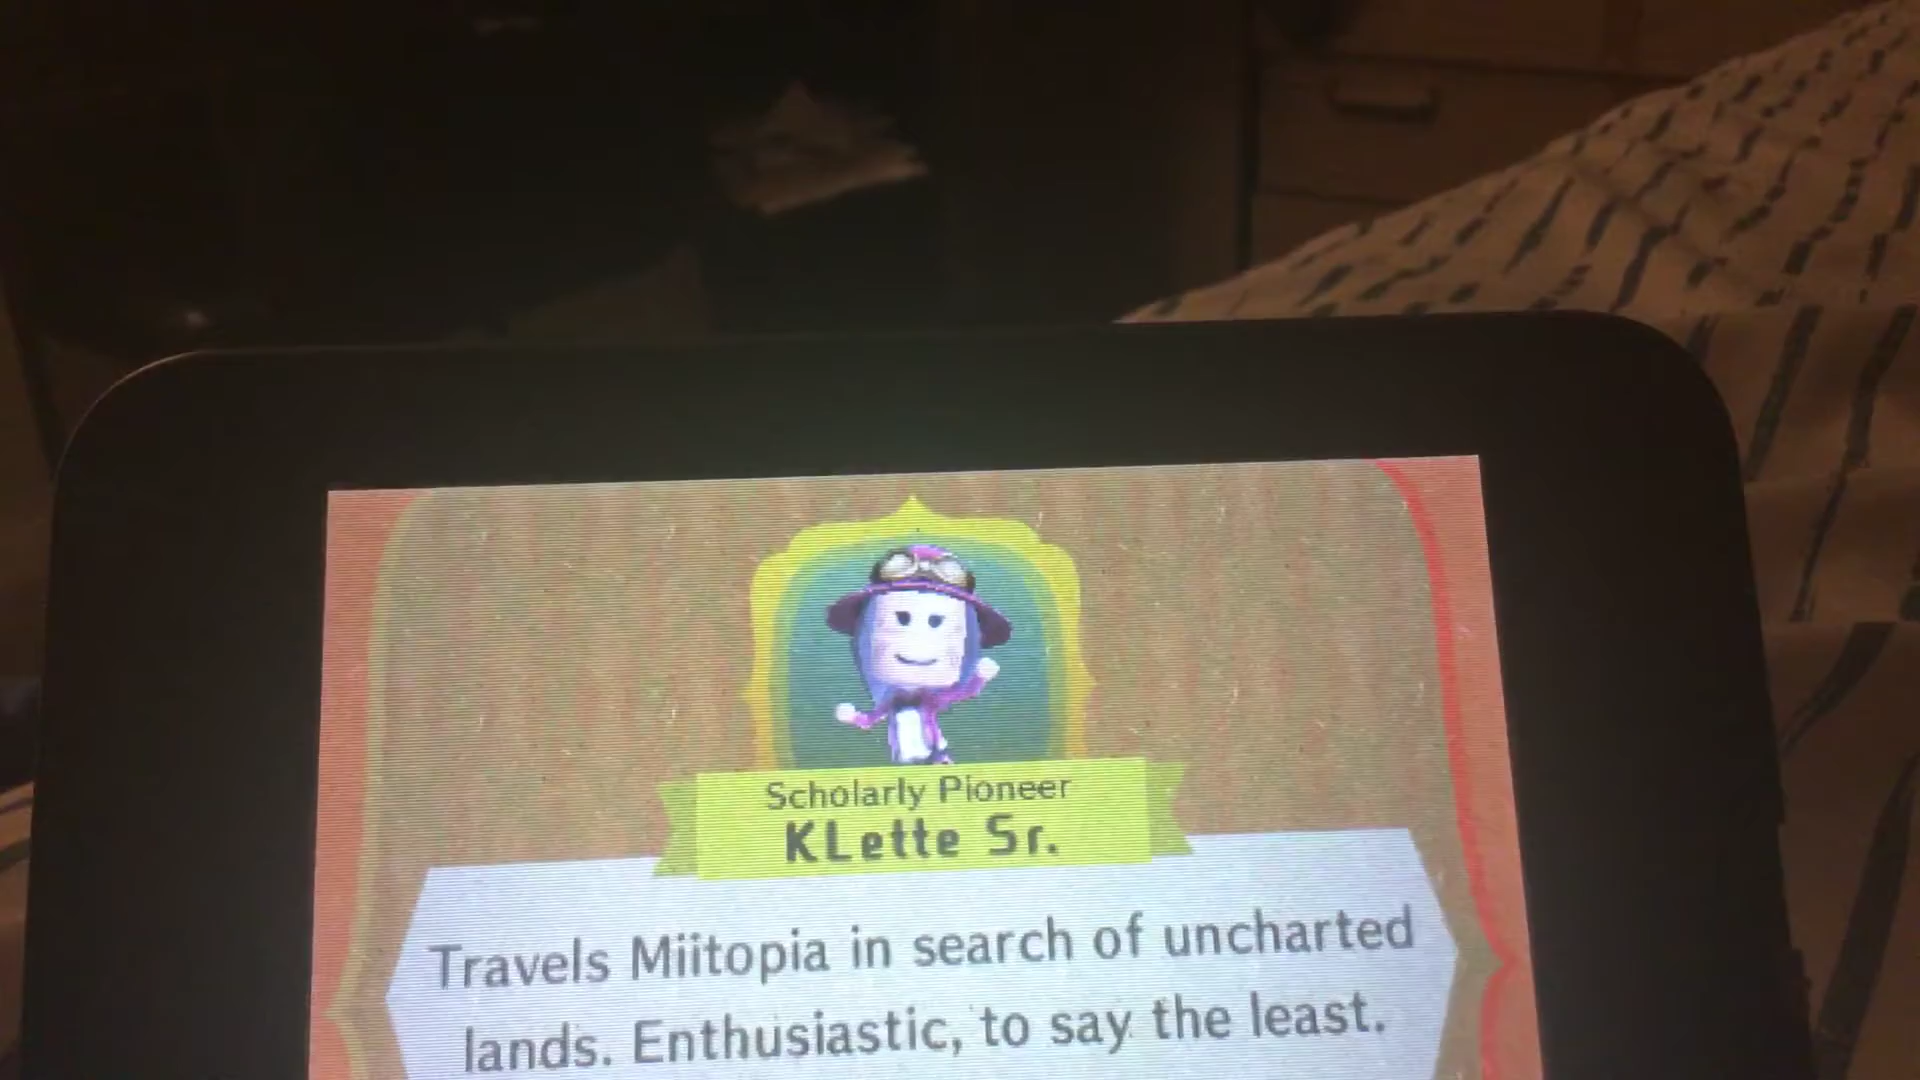 Scholarly Pioneer
KLette Sr.
Travels Miitopia in search of uncharted
lands. Enthusiastic, to say the least.